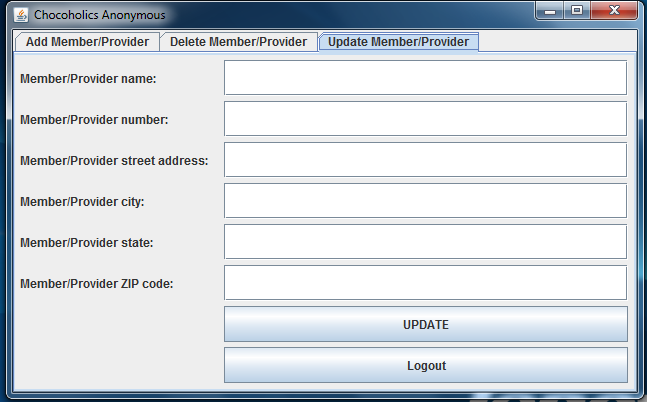 Chocoholics Anonymous
Add Member/Provider Delete Member/Provider Update Member/Provider
Member/Provider name:
Member/Provider number:
Member/Provider street address:
Member/Provider city:
Member/Provider state:
Member/Provider ZIP code:
UPDATE
Logout